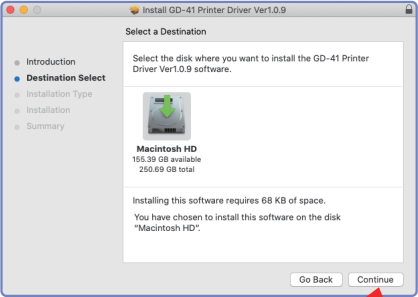 Install GD-41 Printer Driver Ver1.0.9
Select a Destination
Introduction
Destination Select
Installation Type
Installation
Summary
Select the disk where you want to install the GD-41 Printer
Driver Ver1.0.9 software.
Macintosh HD
155.39 GB available
250.69 GB total
Installing this software requires 68 KB of space.
You have chosen to install this software on the disk
“Macintosh HD”.
Go Back
Continue